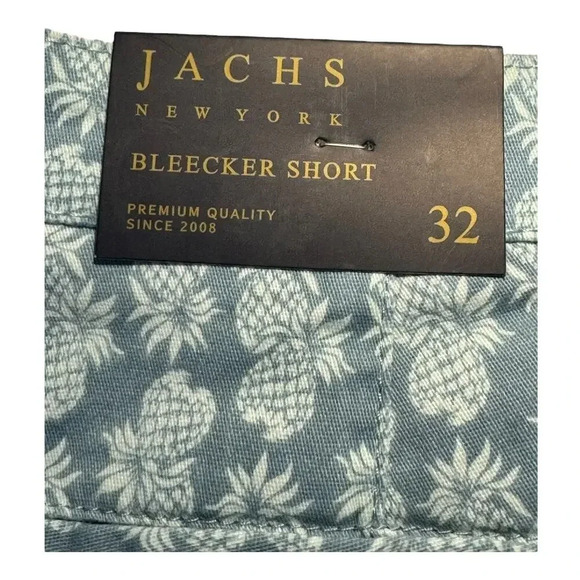 JACHS
NEW YORK
BLEECKER SHORT
PREMIUM QUALITY
SINCE 2008
32